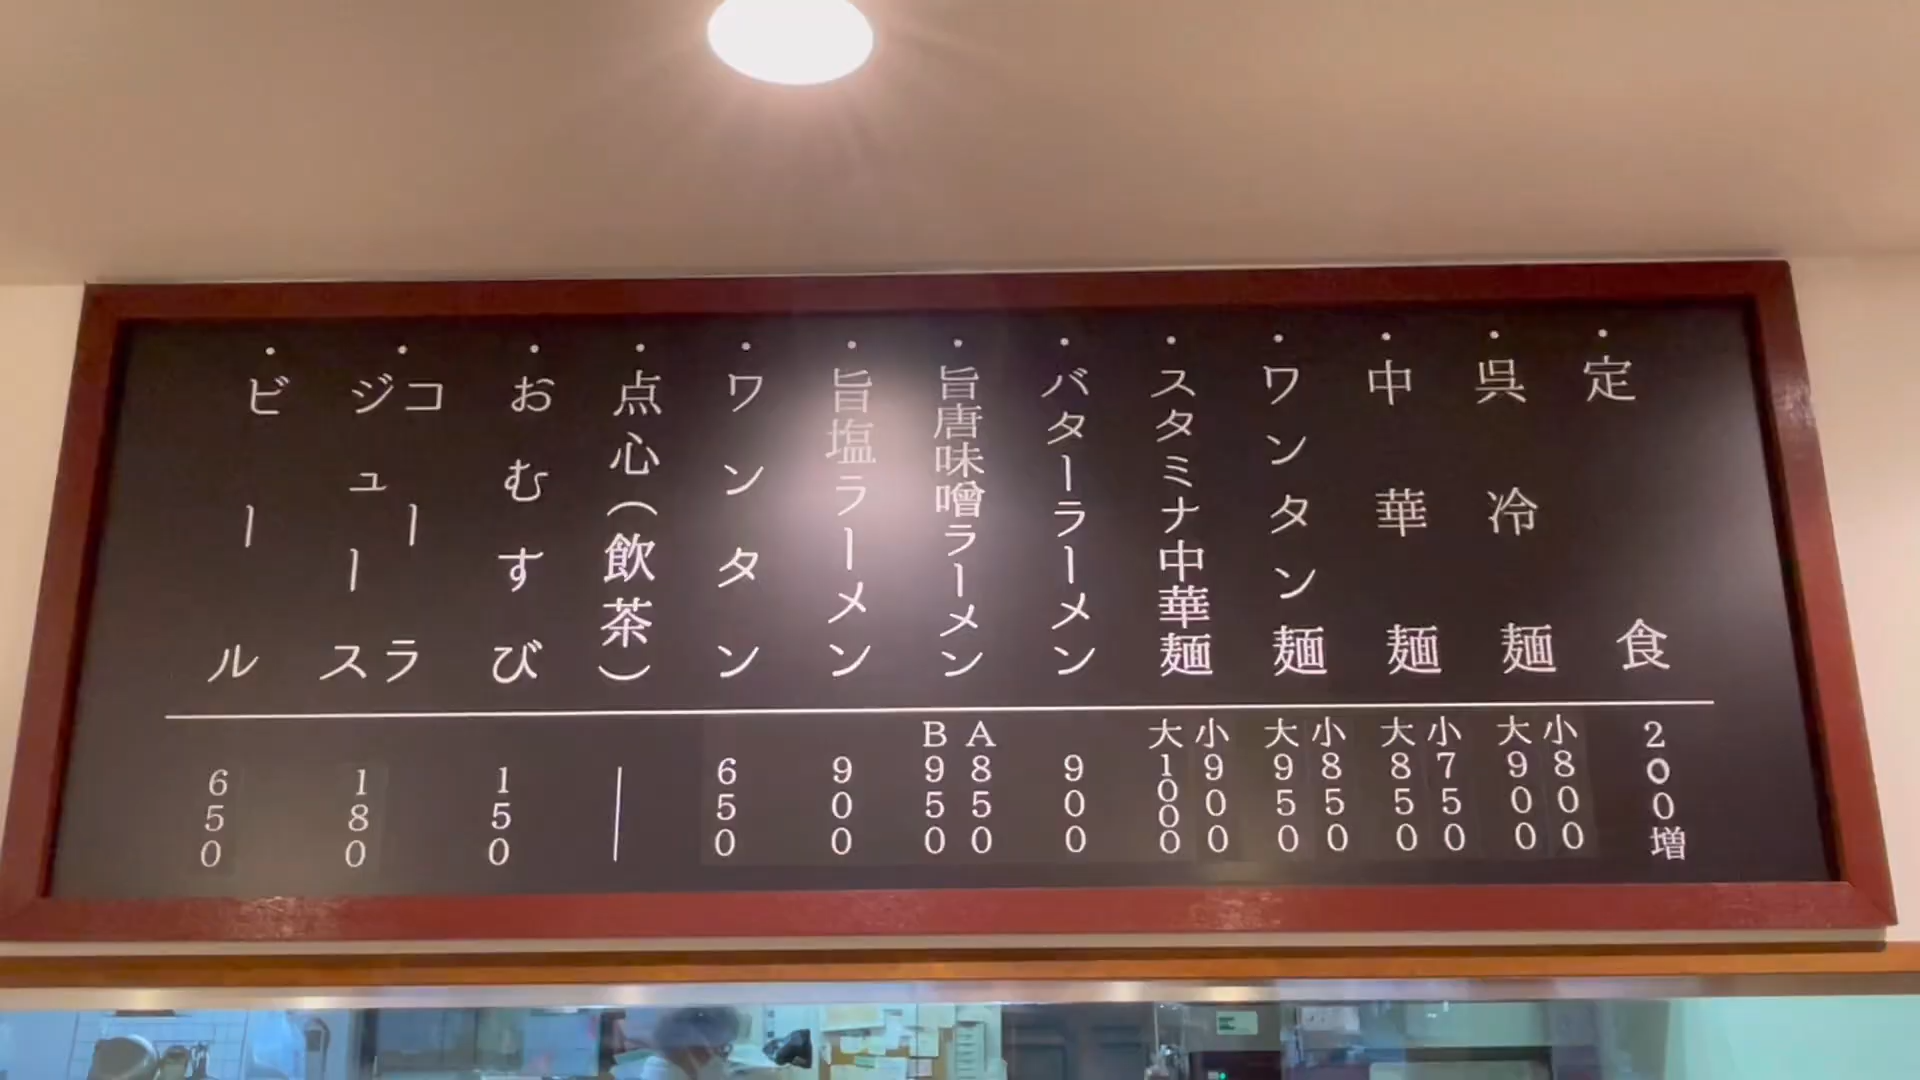 ・定食 200増
・呉冷麺 小800 大900
・中華麺 小750 大850
・ワンタン麺 小850 大950
・スタミナ中華麺 小900 大1000
・バターラーメン 900
・旨唐味噌ラーメン A850 B950
・旨塩ラーメン 900
・ワンタン 650
・点心(飲茶) ―
・おむすび 150
・コーラ ジュース 180
・ビール 650